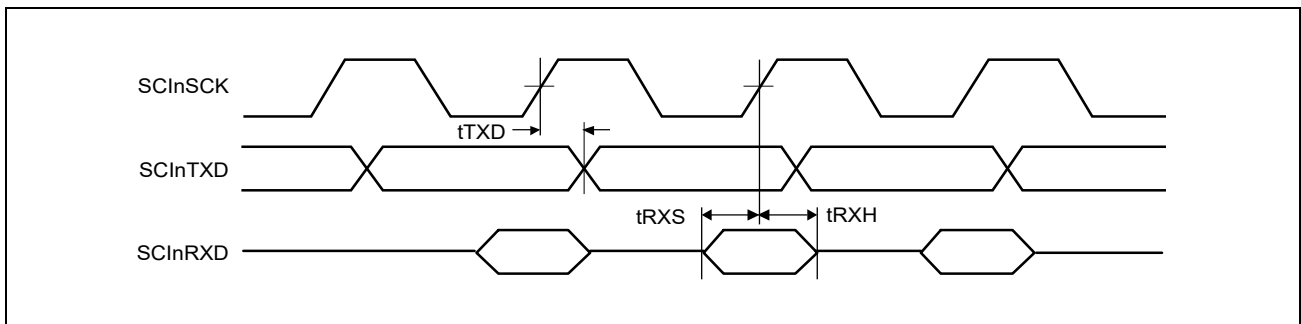 SCInSCK
tTXD
SCInTXD
tRXS
tRXH
SCInRXD